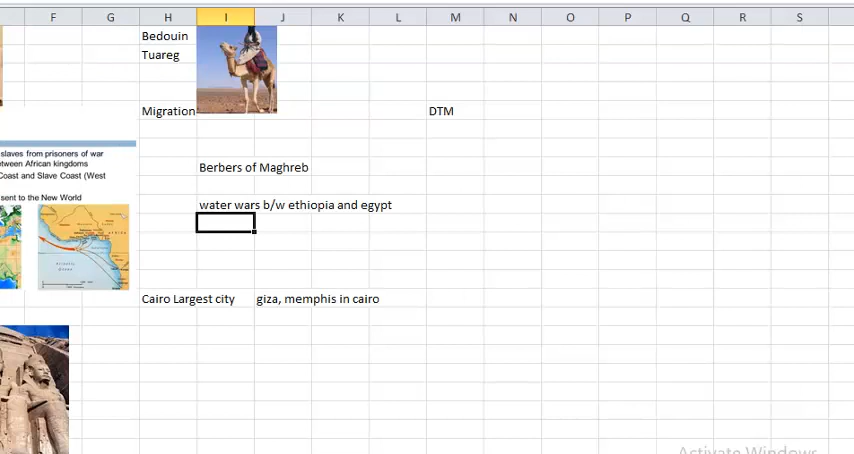 F G H I J K L M N O P Q R S
Bedouin
Tuareg
Migration DTM
slaves from prisoners of war
etween African kingdoms
Coast and Slave Coast (West
sent to the New World
Berbers of Maghreb
water wars b/w ethiopia and egypt
Cairo Largest city giza, memphis in cairo
Activate Windows